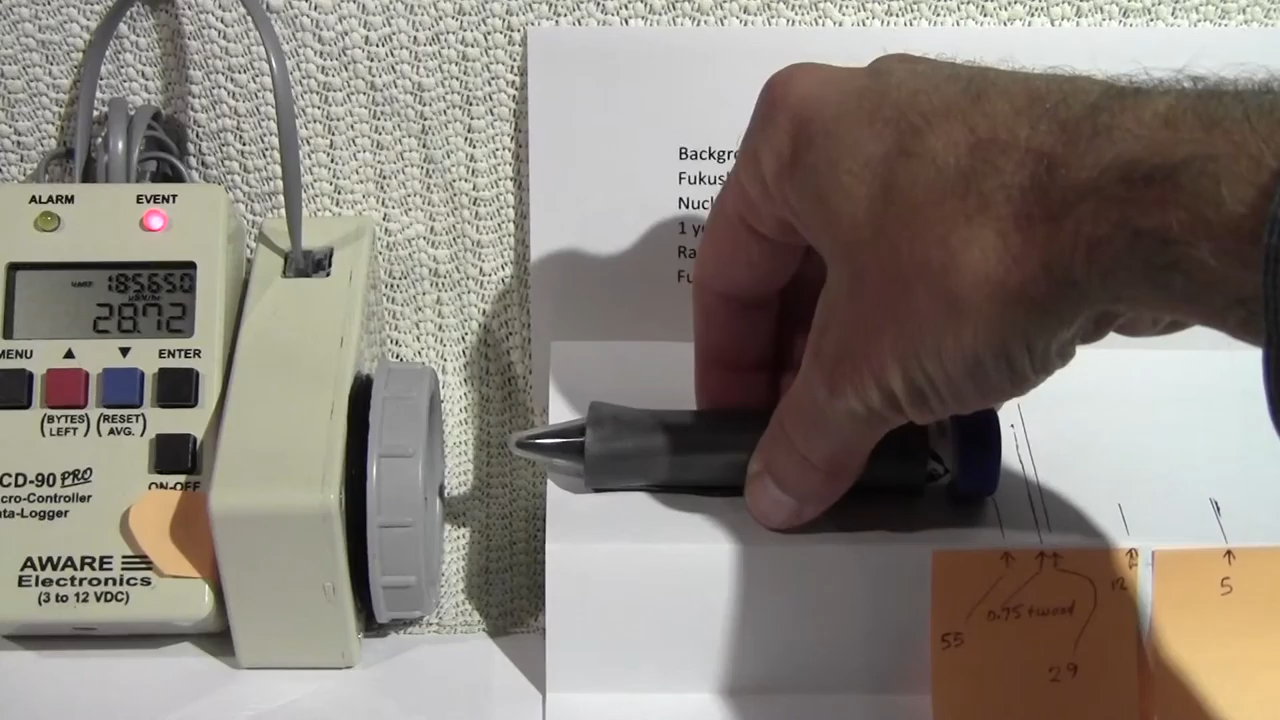 ALARM EVENT
185650
µSV/hr
28.72
MENU ▲ ▼ ENTER
(BYTES LEFT) (RESET AVG.)
ON-OFF
CD-90 PRO
cro-Controller
ta-Logger
AWARE
Electronics
(3 to 12 VDC)
Backgr
Fukus
Nucl
1 ye
Ra
Fu
0.75 + wood
55
29
12
5